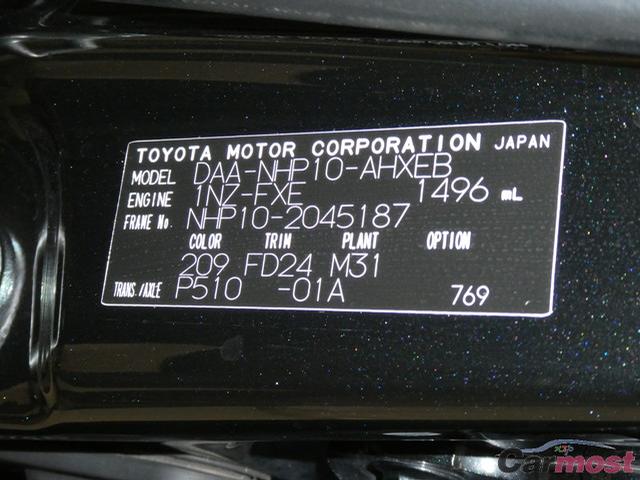 TOYOTA MOTOR CORPORATION JAPAN
MODEL DAA-NHP10-AHXEB
ENGINE 1NZ-FXE 1496 mL
FRAME No. NHP10-2045187
COLOR TRIM PLANT OPTION
209 FD24 M31
TRANS./AXLE P510 -01A 769
Carmost